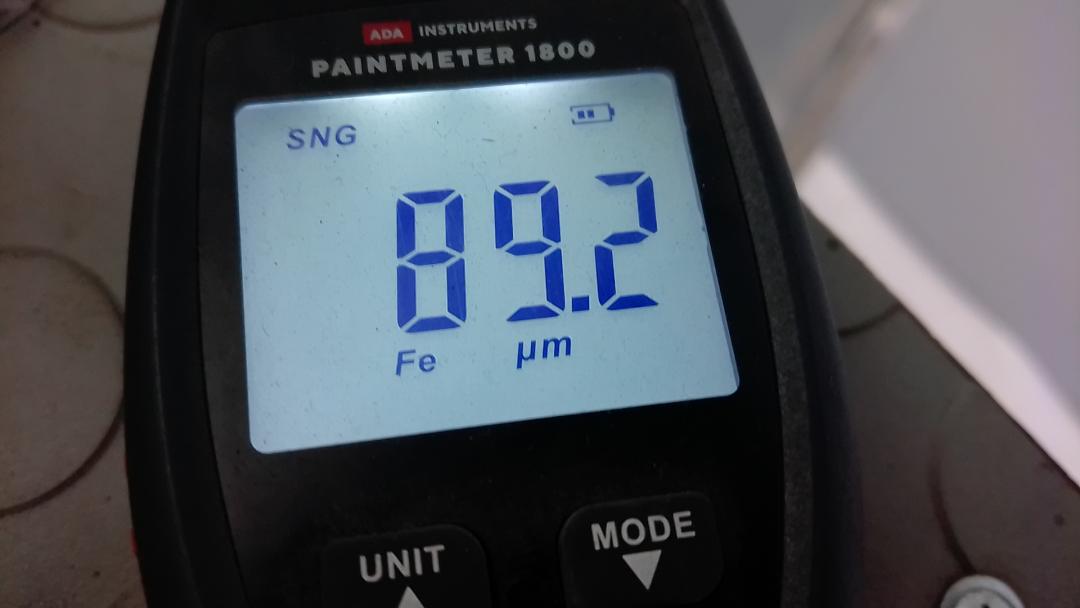 ADA INSTRUMENTS
PAINTMETER 1800
SNG
89.2
Fe µm
UNIT MODE